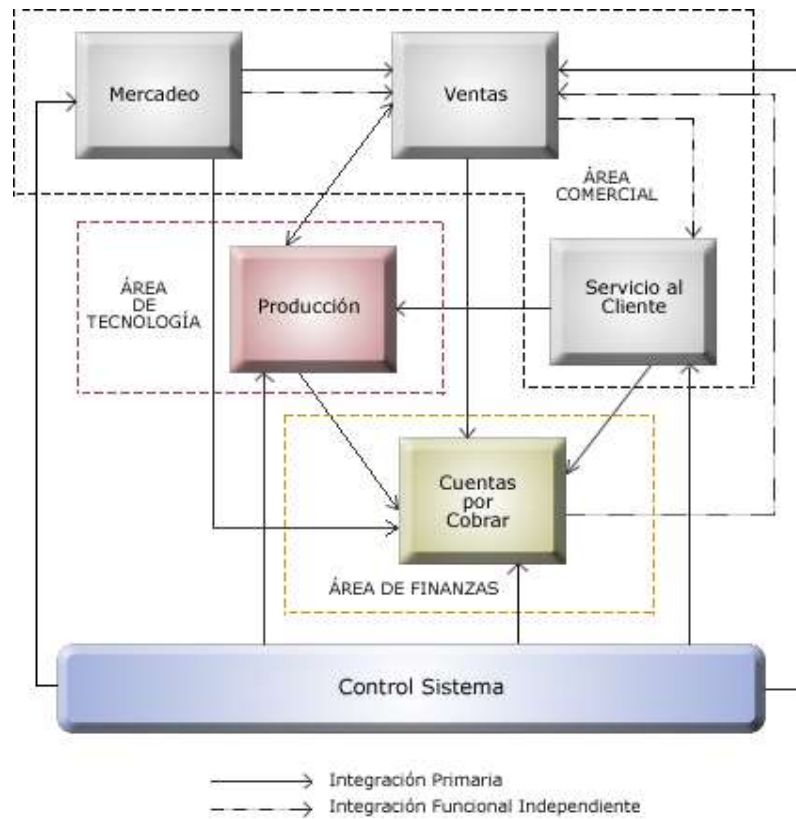 Mercadeo
Ventas
ÁREA
COMERCIAL
ÁREA
DE
TECNOLOGÍA
Producción
Servicio al
Cliente
Cuentas
por
Cobrar
ÁREA DE FINANZAS
Control Sistema
Integración Primaria
Integración Funcional Independiente